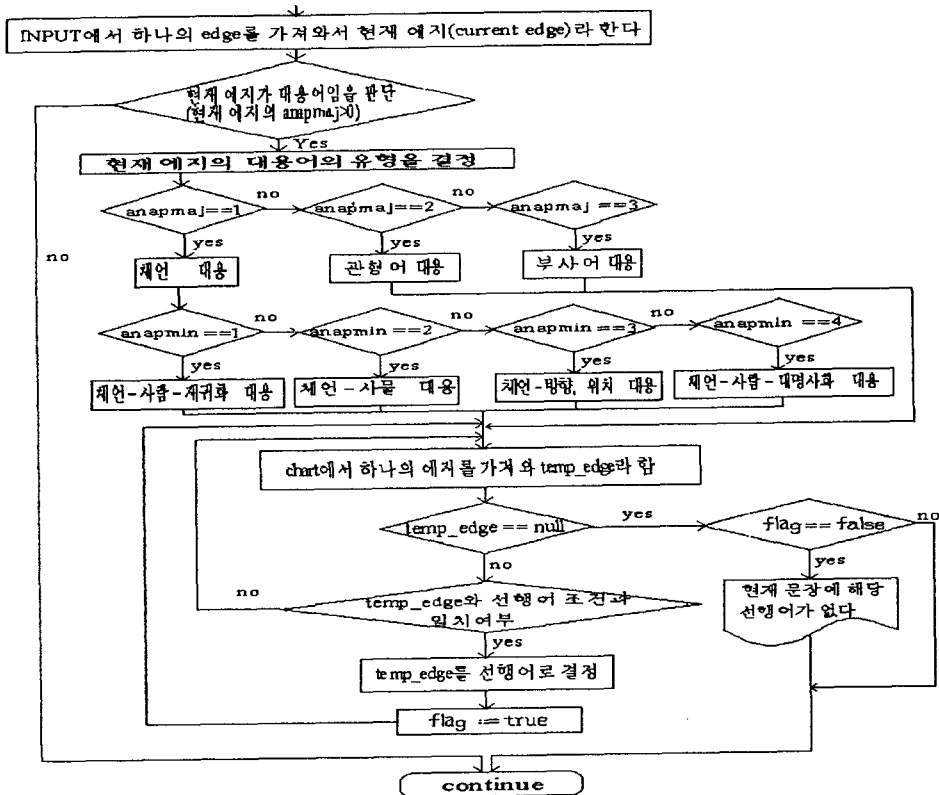 INPUT에서 하나의 edge를 가져와서 현재 에지(current edge)라 한다
현재 에지가 대용어임을 판단
(현재 에지의 anapmaj>0)
Yes
현재 에지의 대용어의 유형을 결정
no
no
anapmaj==1
anapmaj==2
anapmaj ==3
no
yes
yes
yes
체언 대용
관형어 대용
부사어 대용
no
no
no
anapmin ==1
anapmin ==2
anapmin ==3
anapmin ==4
yes
yes
yes
yes
체언-사람-재귀화 대용
체언-사물 대용
체언-방향, 위치 대용
체언-사람-대명사화 대용
chart에서 하나의 에지를 가져와 temp_edge라 함
temp_edge == null
yes
flag== false
no
no
yes
no
temp_edge와 선행어 조건과
일치여부
현재 문장에 해당
선행어가 없다
yes
temp_edge를 선행어로 결정
flag := true
continue